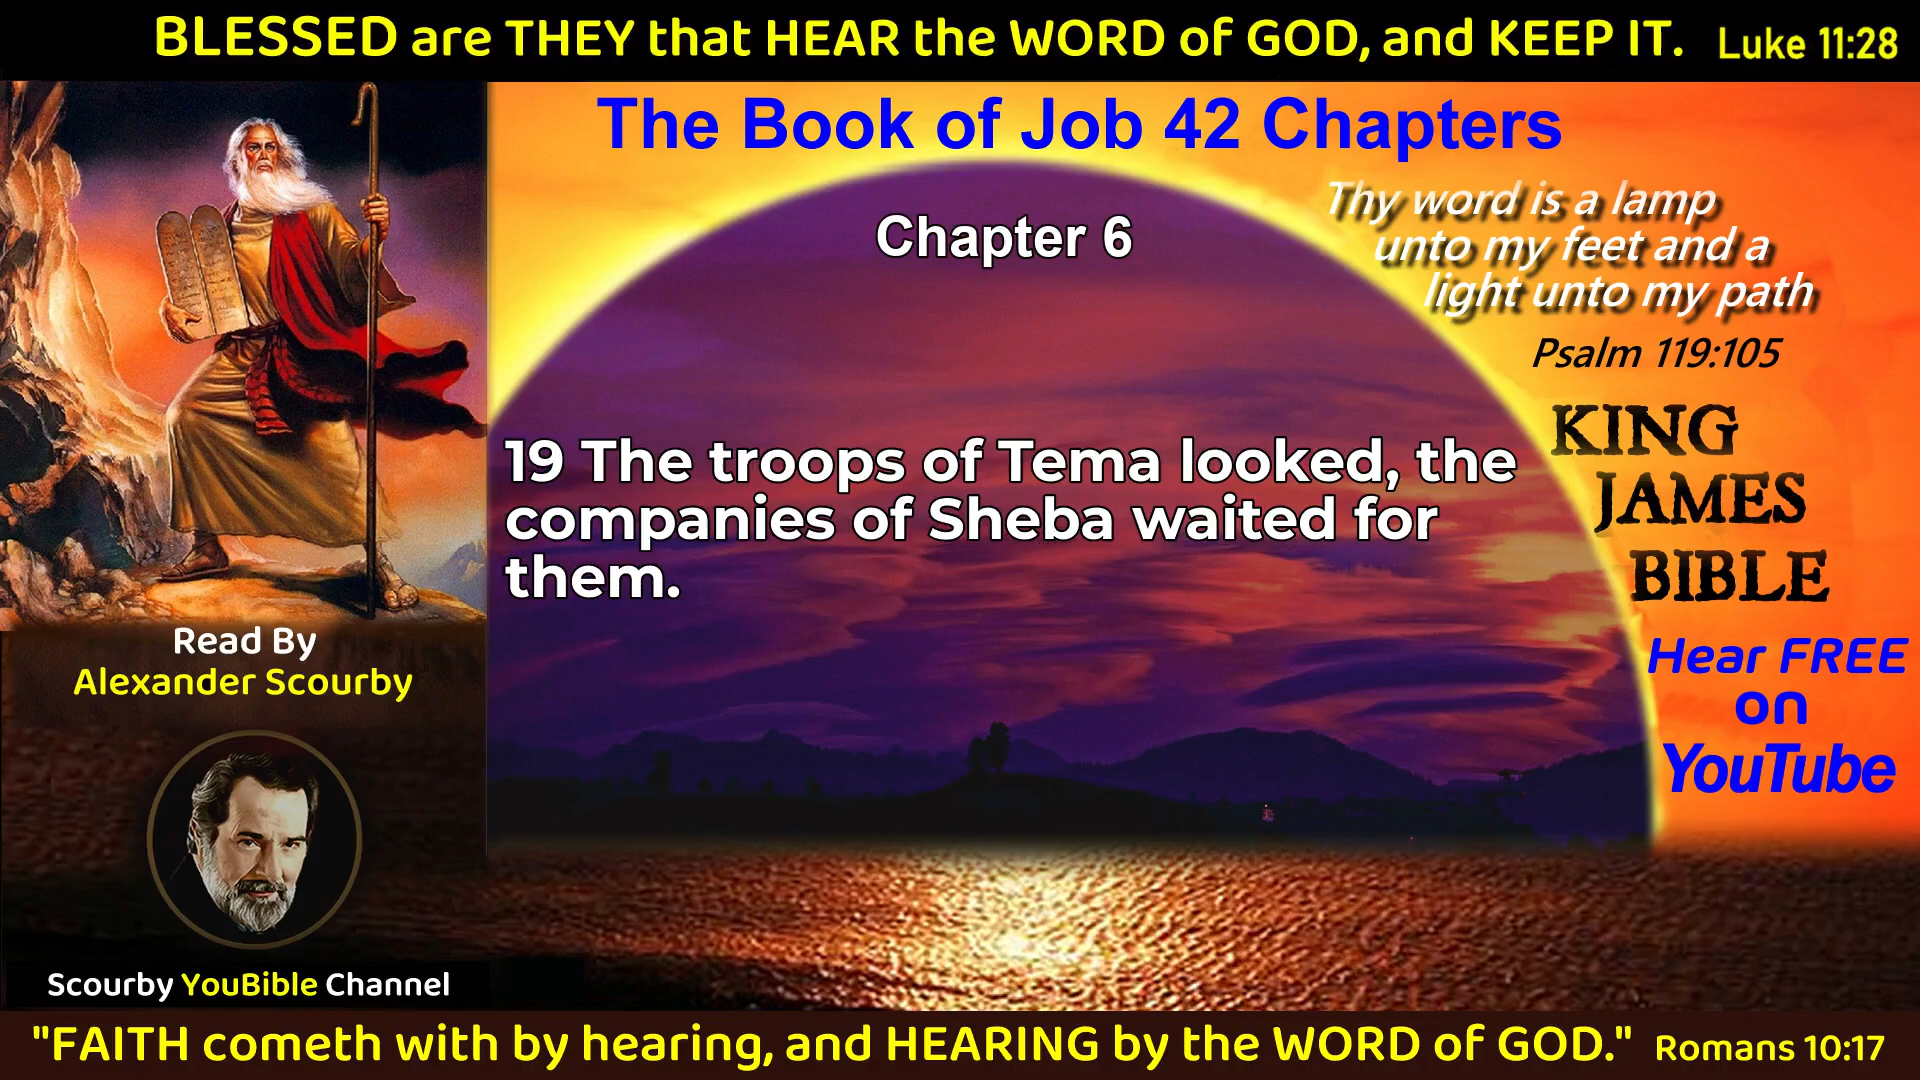 BLESSED are THEY that HEAR the WORD of GOD, and KEEP IT. Luke 11:28
The Book of Job 42 Chapters
Chapter 6
Thy word is a lamp
unto my feet and a
light unto my path
Psalm 119:105
19 The troops of Tema looked, the
companies of Sheba waited for
them.
KING
JAMES
BIBLE
Hear FREE
on
YouTube
Read By
Alexander Scourby
Scourby YouBible Channel
"FAITH cometh with by hearing, and HEARING by the WORD of GOD." Romans 10:17